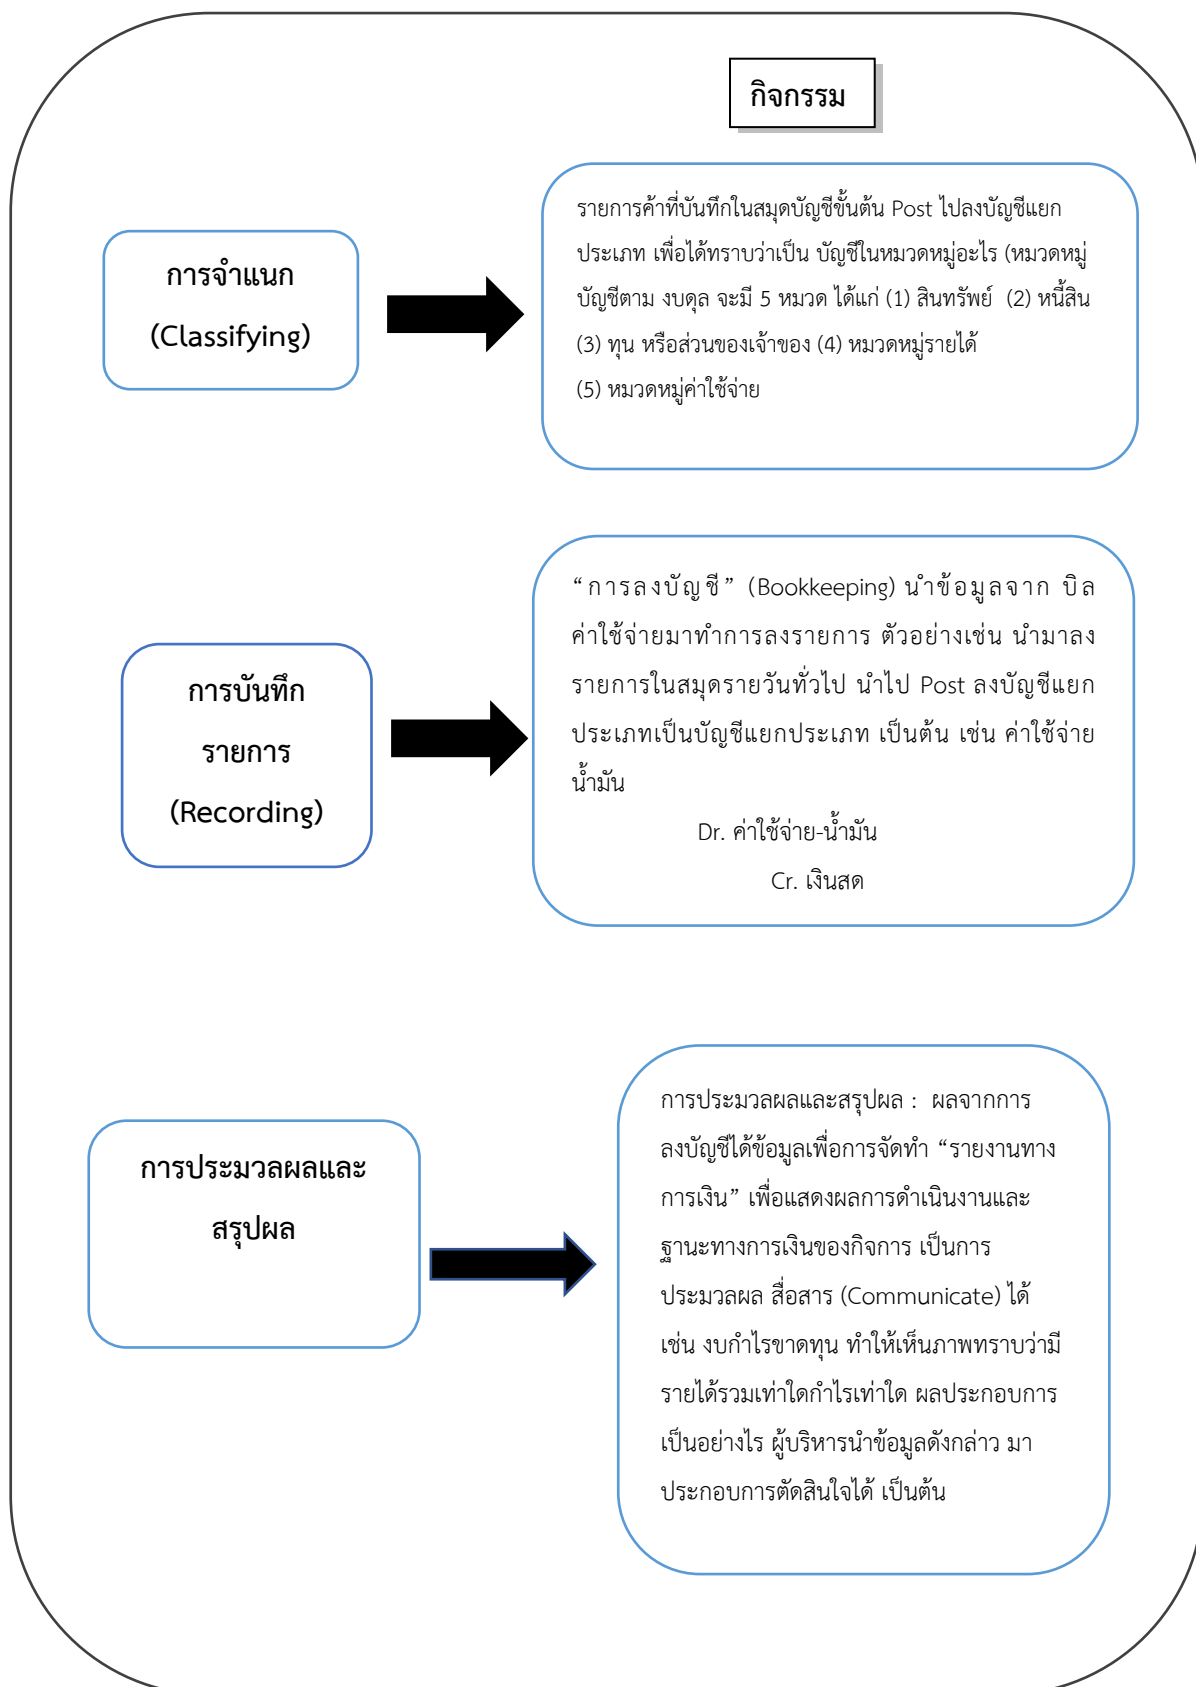 กิจกรรม
การจำแนก
(Classifying)
รายการค้าที่บันทึกในสมุดบัญชีขั้นต้น Post ไปลงบัญชีแยก
ประเภท เพื่อได้ทราบว่าเป็น บัญชีในหมวดหมู่อะไร (หมวดหมู่
บัญชีตาม งบดุล จะมี 5 หมวด ได้แก่ (1) สินทรัพย์ (2) หนี้สิน
(3) ทุน หรือส่วนของเจ้าของ (4) หมวดหมู่รายได้
(5) หมวดหมู่ค่าใช้จ่าย
การบันทึก
รายการ
(Recording)
“การลงบัญชี” (Bookkeeping) นำข้อมูลจาก บิล
ค่าใช้จ่ายมาทำการลงรายการ ตัวอย่างเช่น นำมาลง
รายการในสมุดรายวันทั่วไป นำไป Post ลงบัญชีแยก
ประเภทเป็นบัญชีแยกประเภท เป็นต้น เช่น ค่าใช้จ่าย
น้ำมัน
Dr. ค่าใช้จ่าย-น้ำมัน
Cr. เงินสด
การประมวลผลและ
สรุปผล
การประมวลผลและสรุปผล : ผลจากการ
ลงบัญชีได้ข้อมูลเพื่อการจัดทำ “รายงานทาง
การเงิน” เพื่อแสดงผลการดำเนินงานและ
ฐานะทางการเงินของกิจการ เป็นการ
ประมวลผล สื่อสาร (Communicate) ได้
เช่น งบกำไรขาดทุน ทำให้เห็นภาพทราบว่ามี
รายได้รวมเท่าใดกำไรเท่าใด ผลประกอบการ
เป็นอย่างไร ผู้บริหารนำข้อมูลดังกล่าว มา
ประกอบการตัดสินใจได้ เป็นต้น